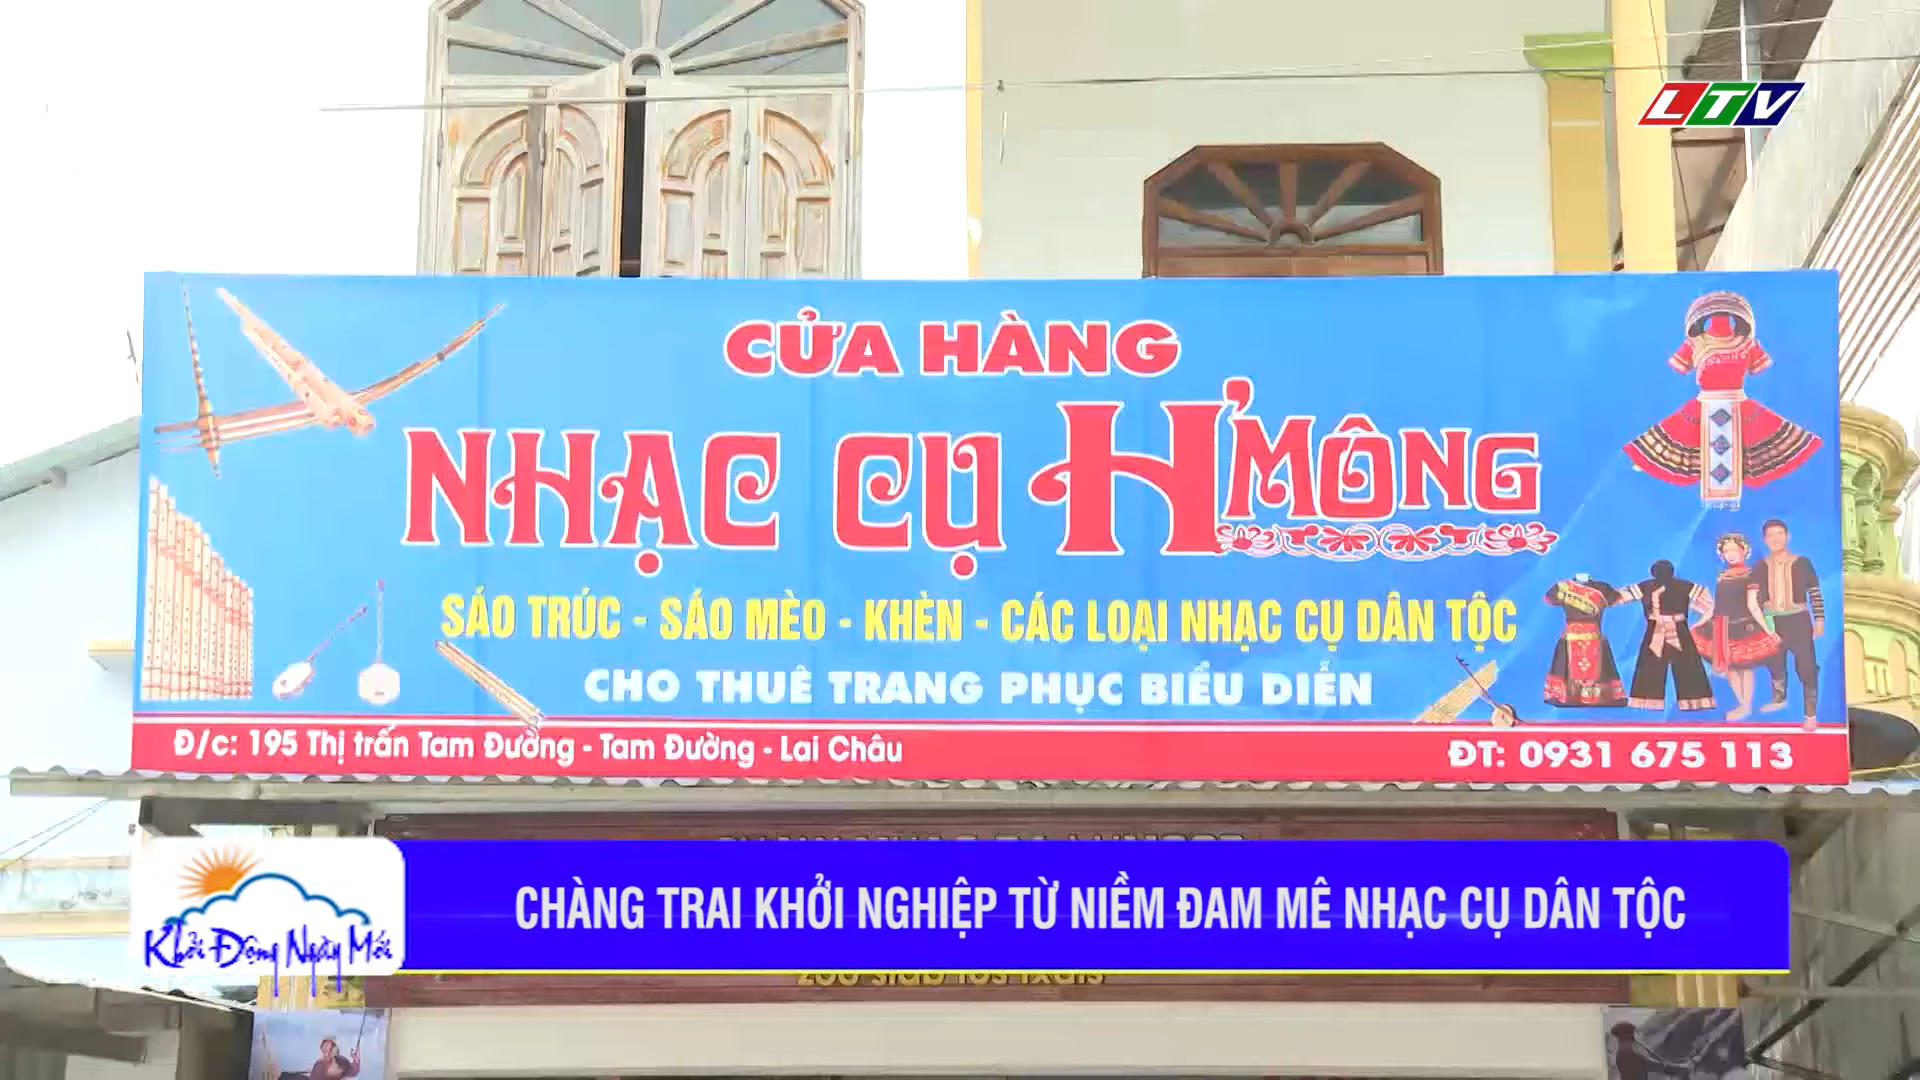 LTV
CỬA HÀNG
NHẠC CỤ H'MÔNG
SÁO TRÚC - SÁO MÈO - KHÈN - CÁC LOẠI NHẠC CỤ DÂN TỘC
CHO THUÊ TRANG PHỤC BIỂU DIỄN
Đ/c: 195 Thị trấn Tam Đường - Tam Đường - Lai Châu
ĐT: 0931 675 113
Khởi Động Ngày Mới
CHÀNG TRAI KHỞI NGHIỆP TỪ NIỀM ĐAM MÊ NHẠC CỤ DÂN TỘC